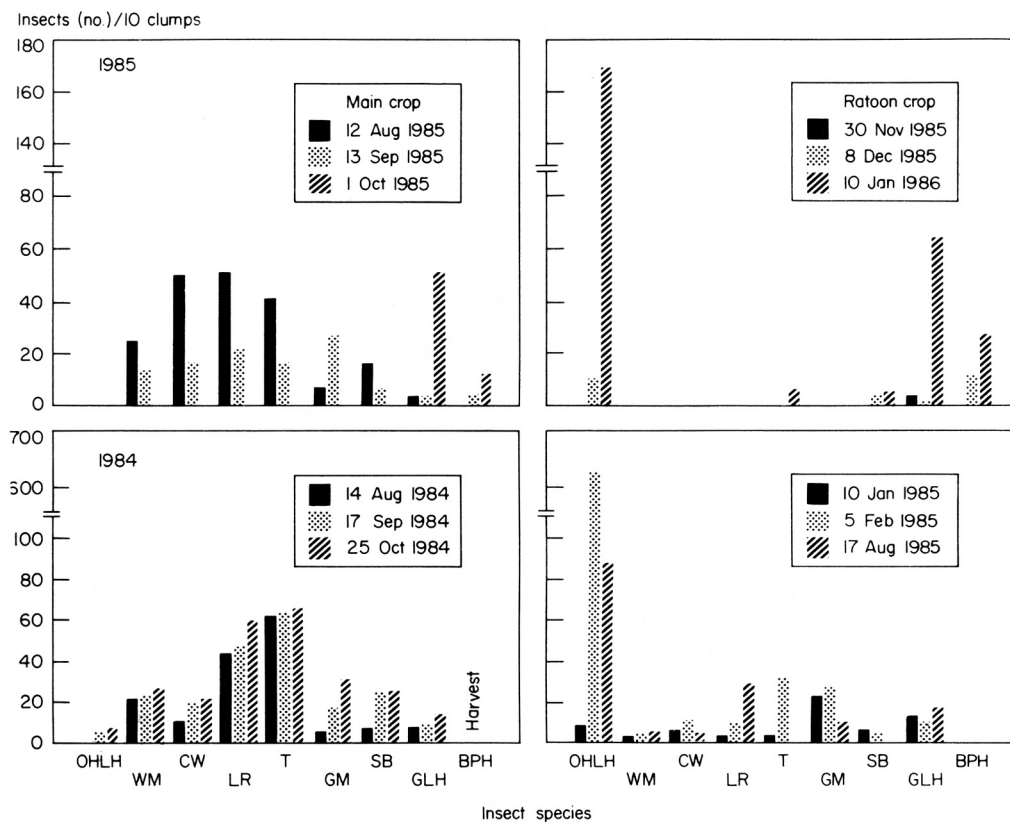 Insects (no.)/10 clumps
180
160
140
80
60
40
20
0
1985
Main crop
12 Aug 1985
13 Sep 1985
1 Oct 1985
Ratoon crop
30 Nov 1985
8 Dec 1985
10 Jan 1986
700
600
100
80
60
40
20
0
1984
14 Aug 1984
17 Sep 1984
25 Oct 1984
Harvest
10 Jan 1985
5 Feb 1985
17 Aug 1985
OHLH CW T SB BPH OHLH CW T SB BPH
WM LR GM GLH WM LR GM GLH
Insect species